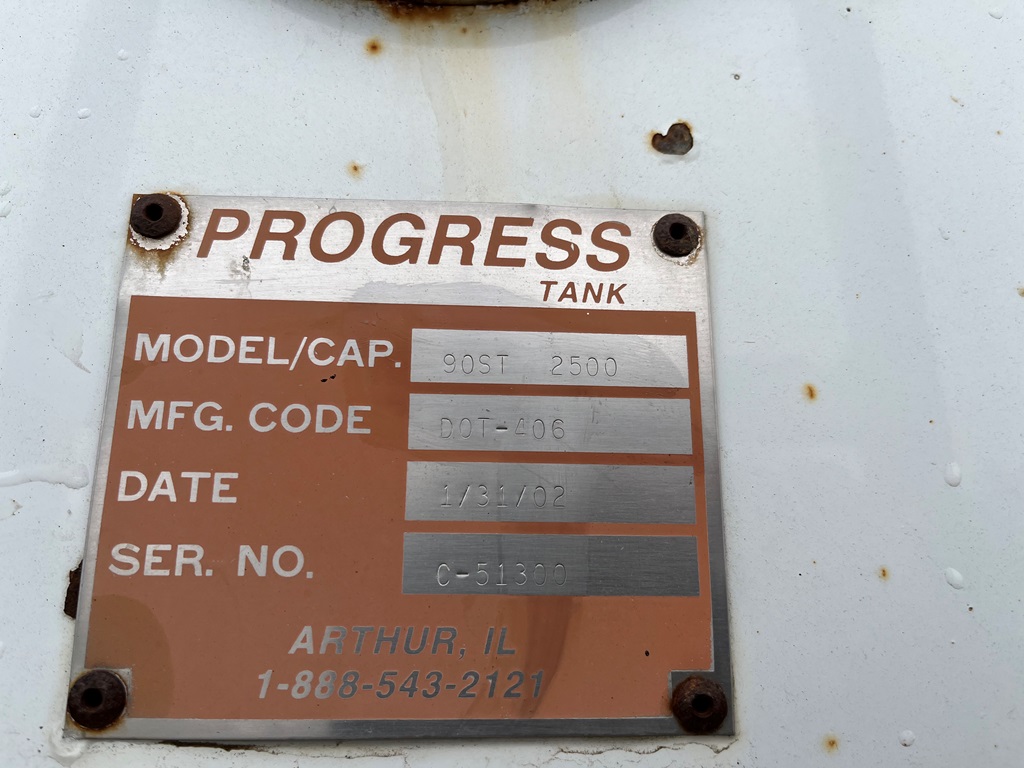 PROGRESS
TANK
MODEL/CAP. 90ST 2500
MFG. CODE DOT-406
DATE 1/31/02
SER. NO. C-51300
ARTHUR, IL
1-888-543-2121